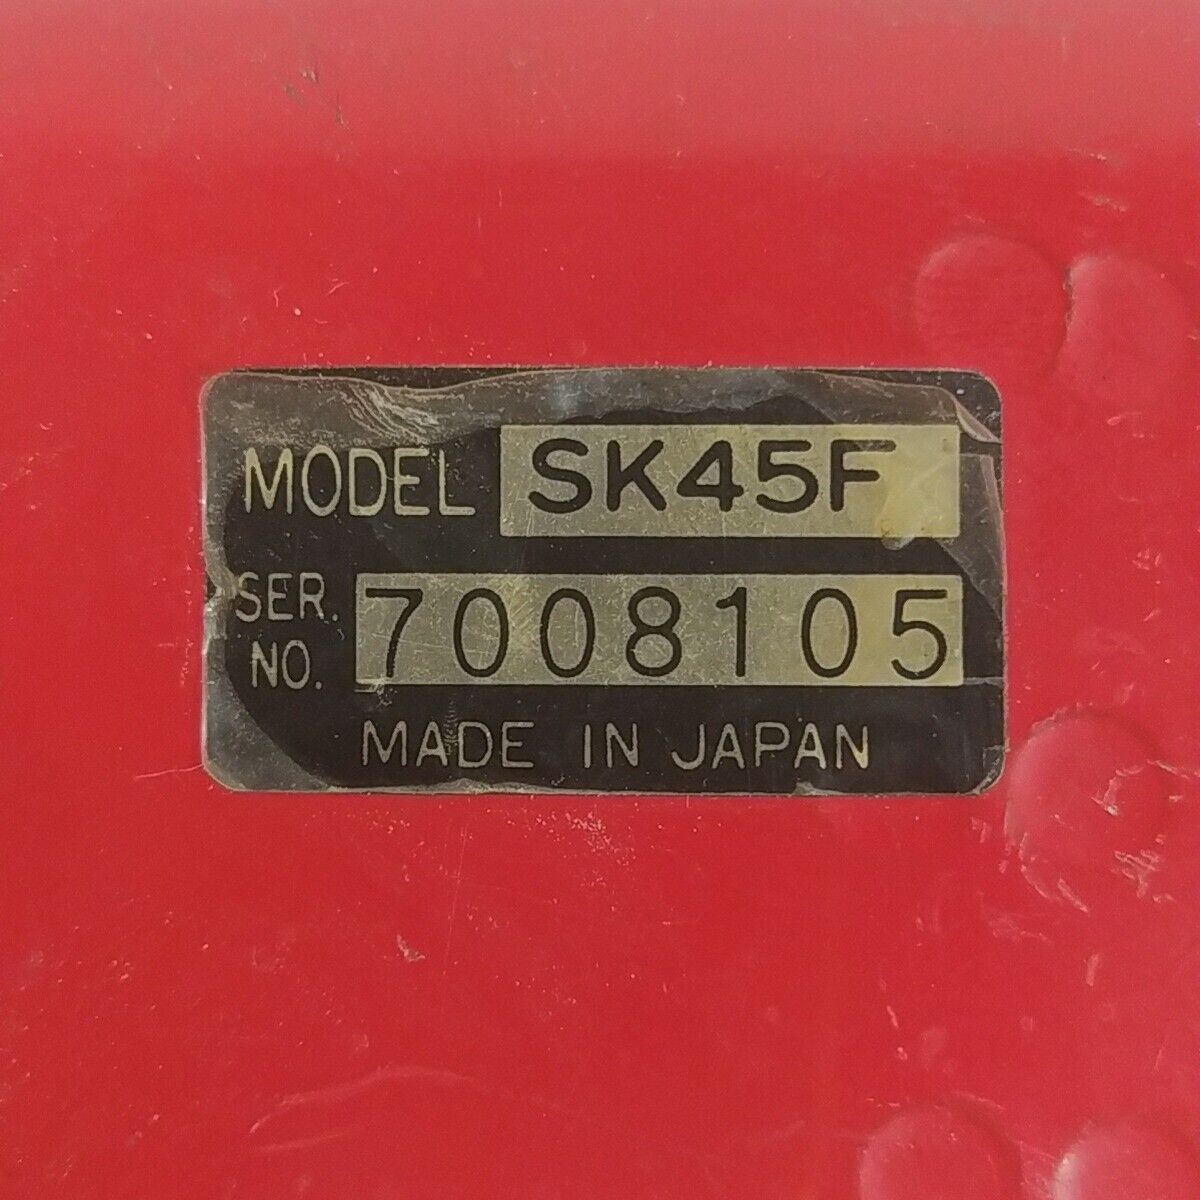 MODEL SK45F
SER. NO. 7008105
MADE IN JAPAN